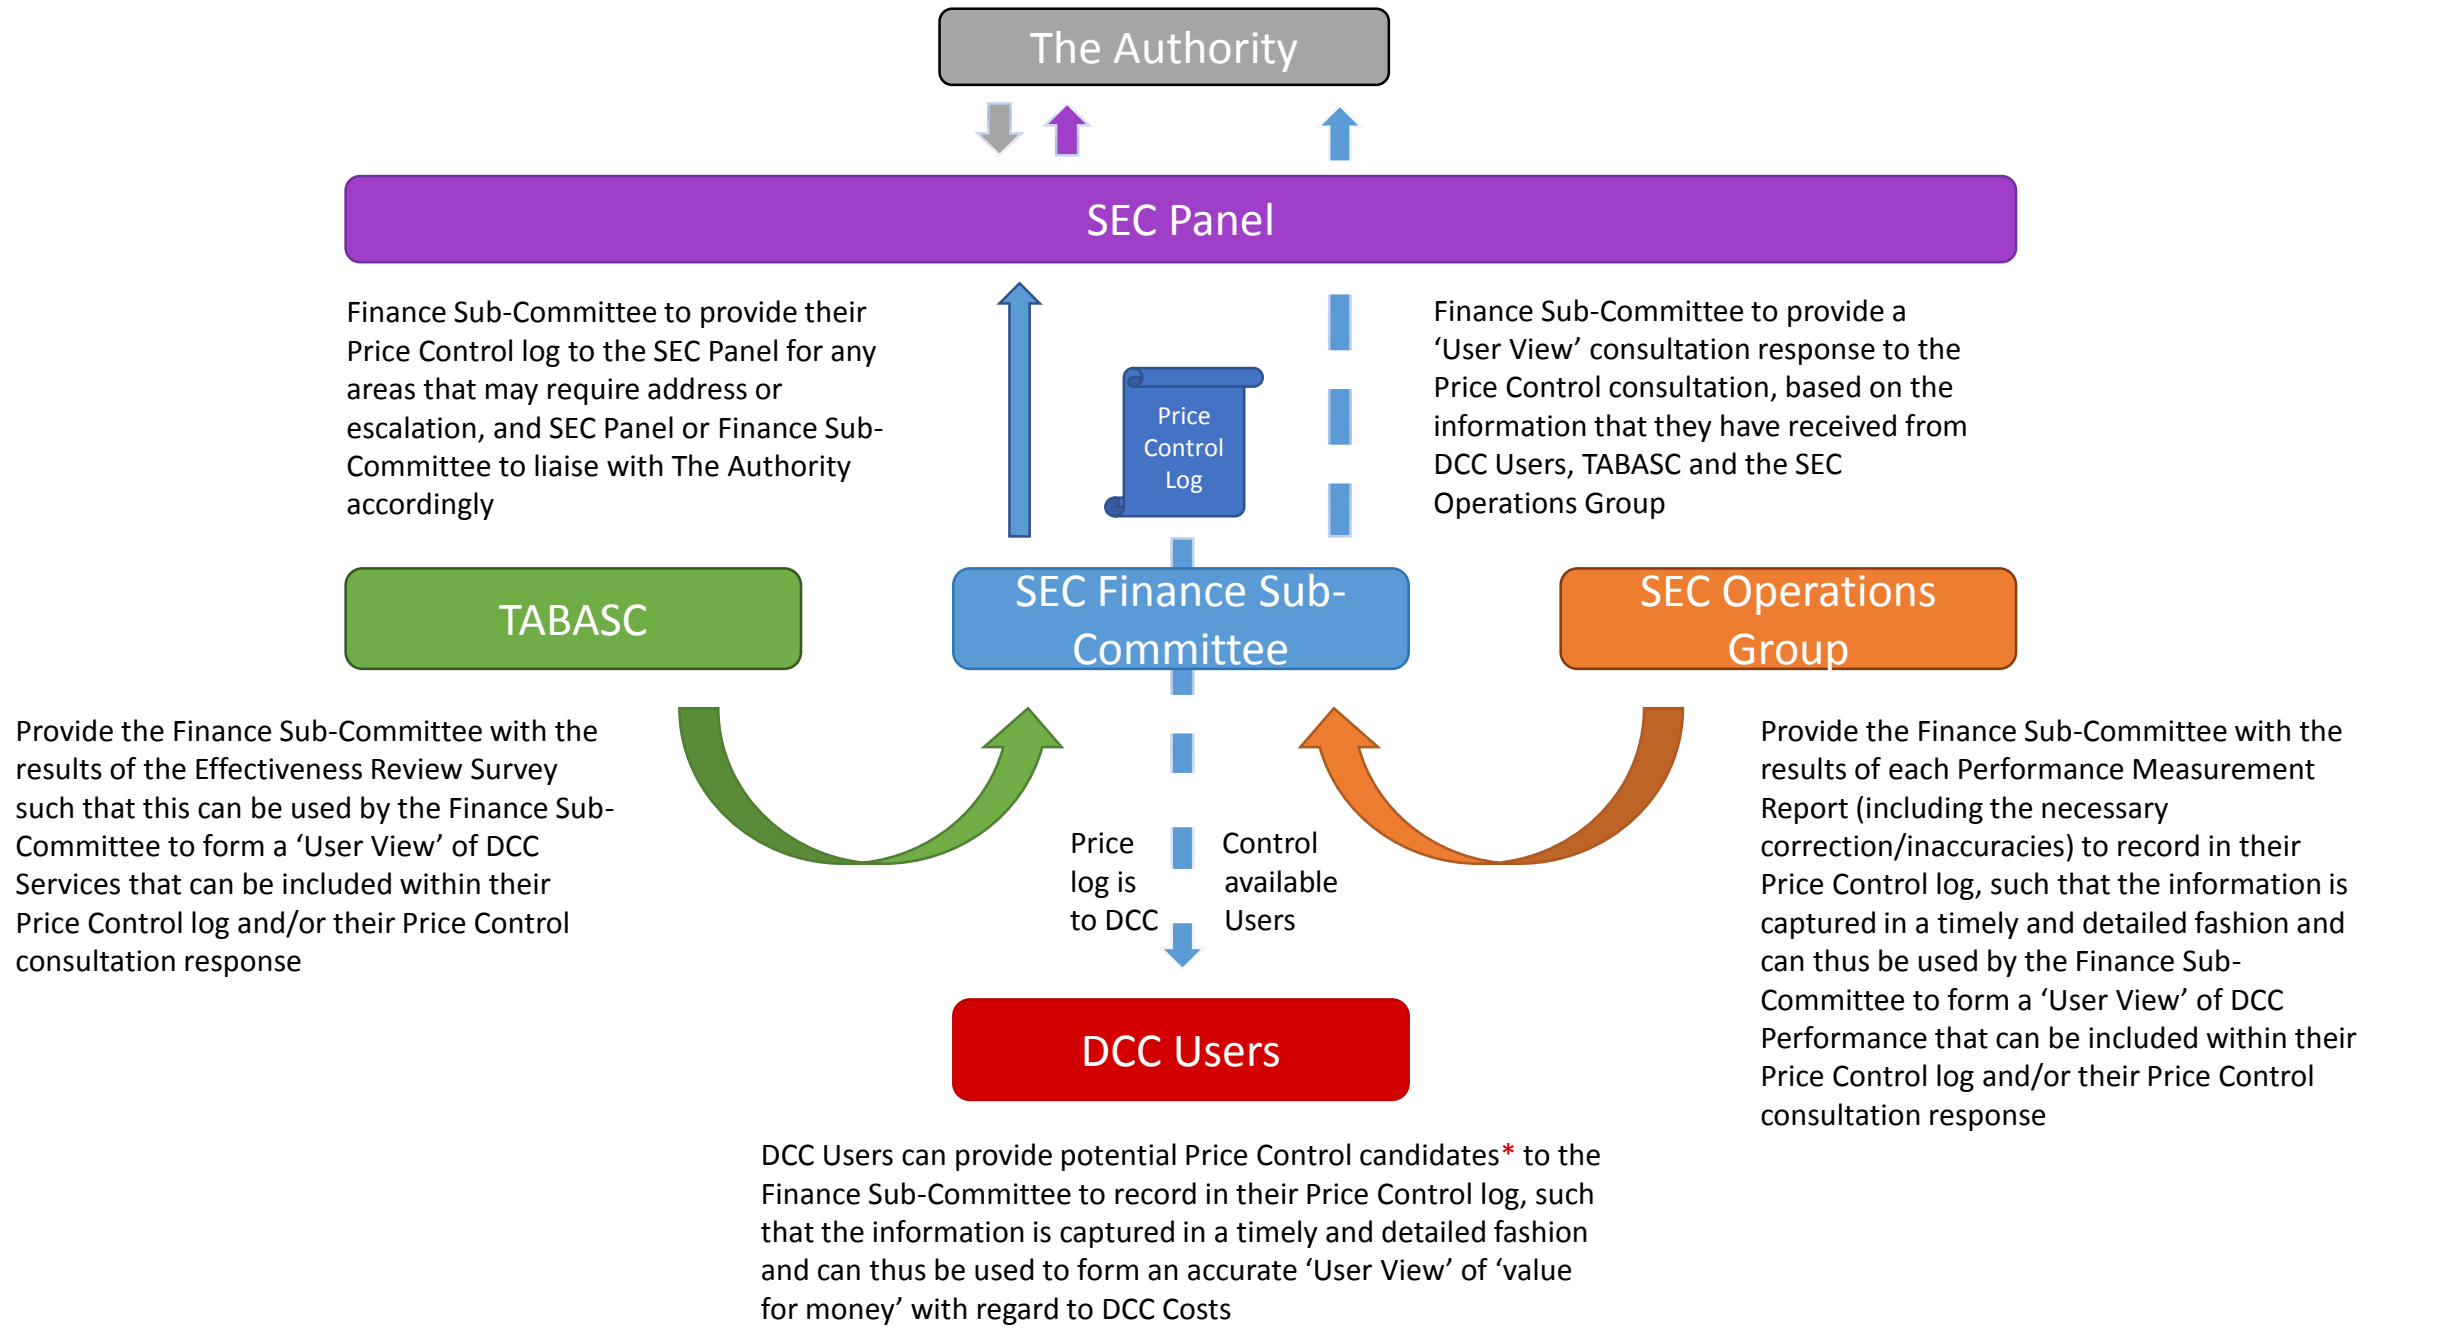 The Authority
SEC Panel
Finance Sub-Committee to provide their
Price Control log to the SEC Panel for any
areas that may require address or
escalation, and SEC Panel or Finance Sub-
Committee to liaise with The Authority
accordingly
Price
Control
Log
Finance Sub-Committee to provide a
‘User View’ consultation response to the
Price Control consultation, based on the
information that they have received from
DCC Users, TABASC and the SEC
Operations Group
TABASC
SEC Finance Sub-
Committee
SEC Operations
Group
Provide the Finance Sub-Committee with the
results of the Effectiveness Review Survey
such that this can be used by the Finance Sub-
Committee to form a ‘User View’ of DCC
Services that can be included within their
Price Control log and/or their Price Control
consultation response
Price Control
log is available
to DCC Users
Provide the Finance Sub-Committee with the
results of each Performance Measurement
Report (including the necessary
correction/inaccuracies) to record in their
Price Control log, such that the information is
captured in a timely and detailed fashion and
can thus be used by the Finance Sub-
Committee to form a ‘User View’ of DCC
Performance that can be included within their
Price Control log and/or their Price Control
consultation response
DCC Users
DCC Users can provide potential Price Control candidates* to the
Finance Sub-Committee to record in their Price Control log, such
that the information is captured in a timely and detailed fashion
and can thus be used to form an accurate ‘User View’ of ‘value
for money’ with regard to DCC Costs